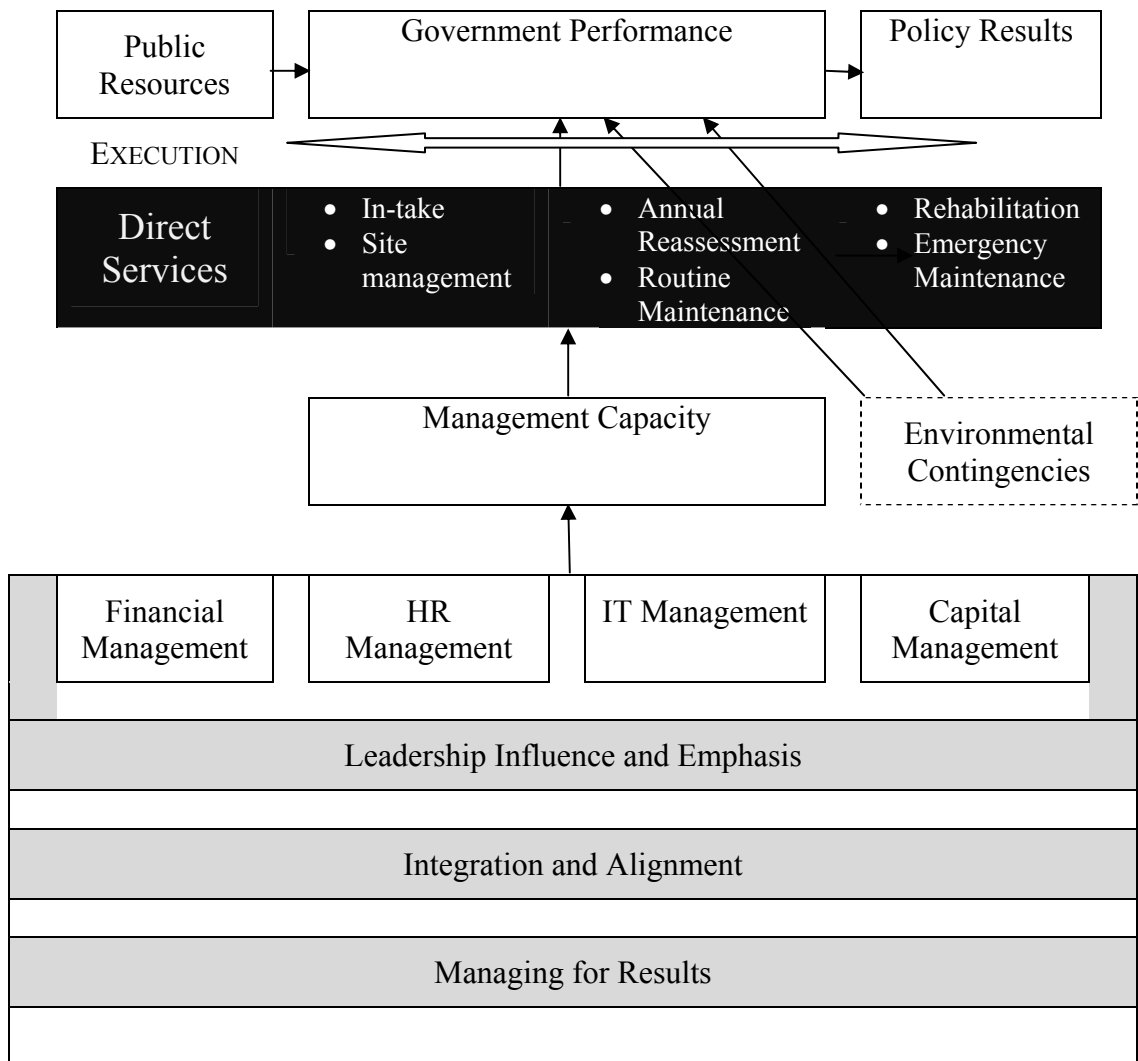 Public
Resources
Government Performance
Policy Results
EXECUTION
Direct
Services
• In-take
• Site
management
• Annual
Reassessment
• Routine
Maintenance
• Rehabilitation
• Emergency
Maintenance
Management Capacity
Environmental
Contingencies
Financial
Management
HR
Management
IT Management
Capital
Management
Leadership Influence and Emphasis
Integration and Alignment
Managing for Results